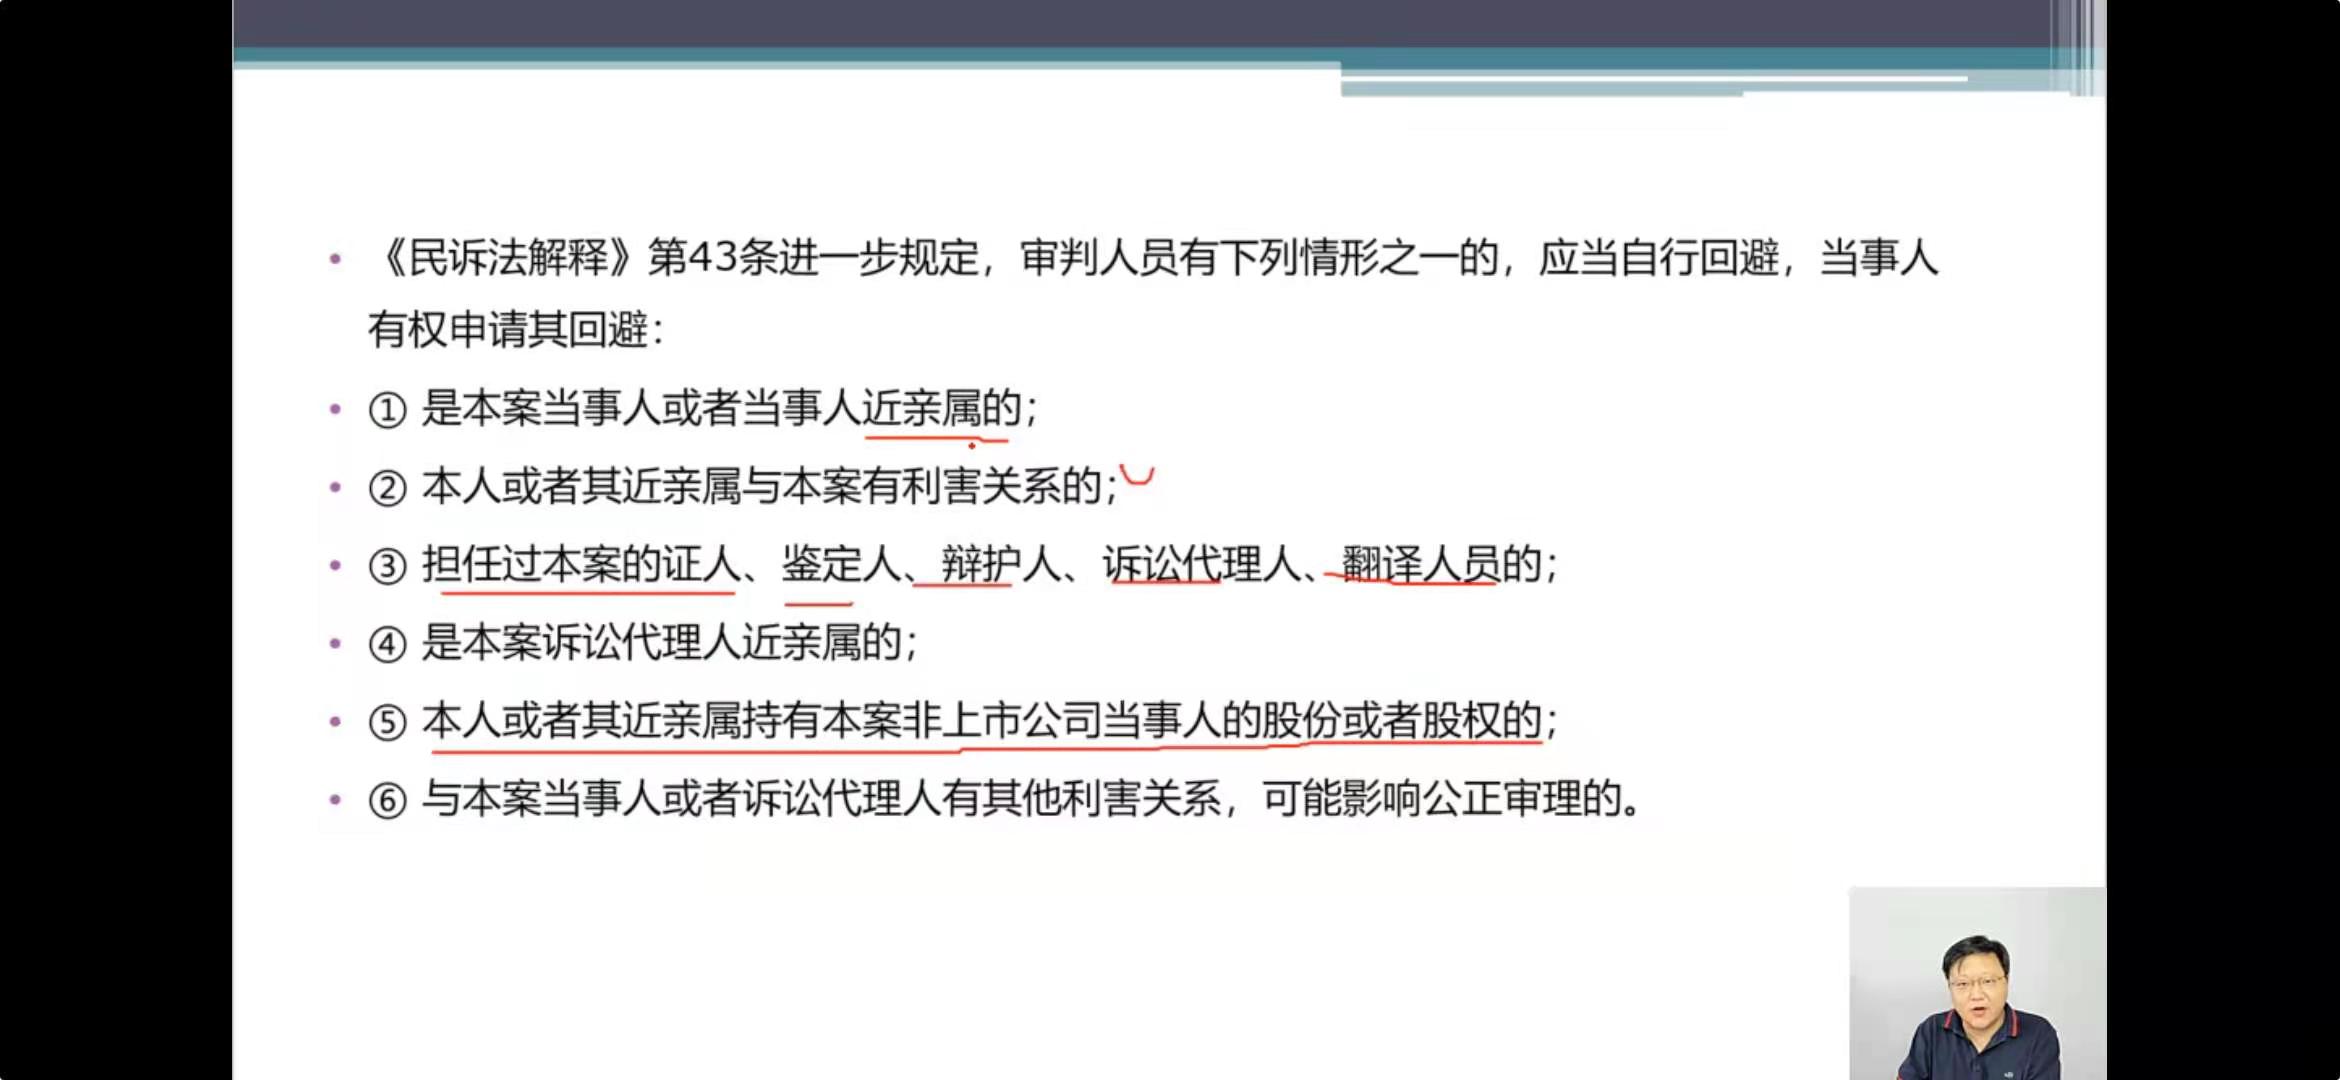 《民诉法解释》第43条进一步规定，审判人员有下列情形之一的，应当自行回避，当事人
有权申请其回避：
① 是本案当事人或者当事人近亲属的；
② 本人或者其近亲属与本案有利害关系的；
③ 担任过本案的证人、鉴定人、辩护人、诉讼代理人、翻译人员的；
④ 是本案诉讼代理人近亲属的；
⑤ 本人或者其近亲属持有本案非上市公司当事人的股份或者股权的；
⑥ 与本案当事人或者诉讼代理人有其他利害关系，可能影响公正审理的。